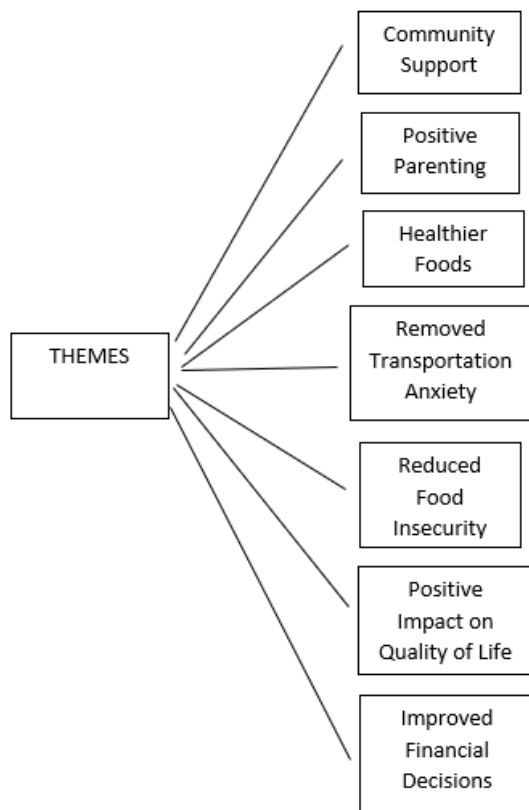 Community
Support
Positive
Parenting
Healthier
Foods
THEMES
Removed
Transportation
Anxiety
Reduced
Food
Insecurity
Positive
Impact on
Quality of Life
Improved
Financial
Decisions